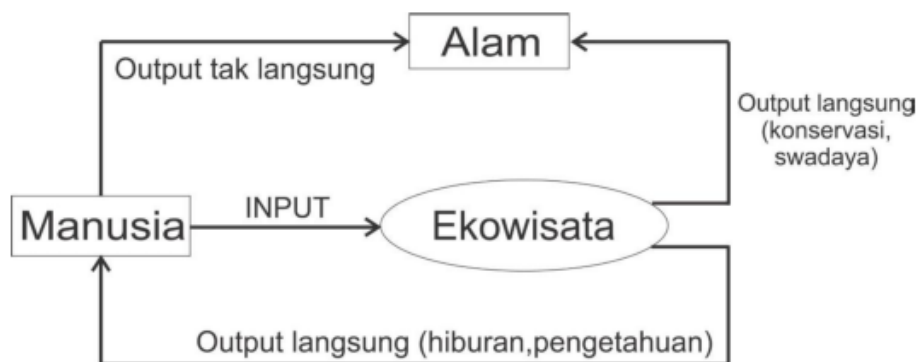 Alam
Output tak langsung
Output langsung
(konservasi,
swadaya)
INPUT
Manusia
Ekowisata
Output langsung (hiburan,pengetahuan)